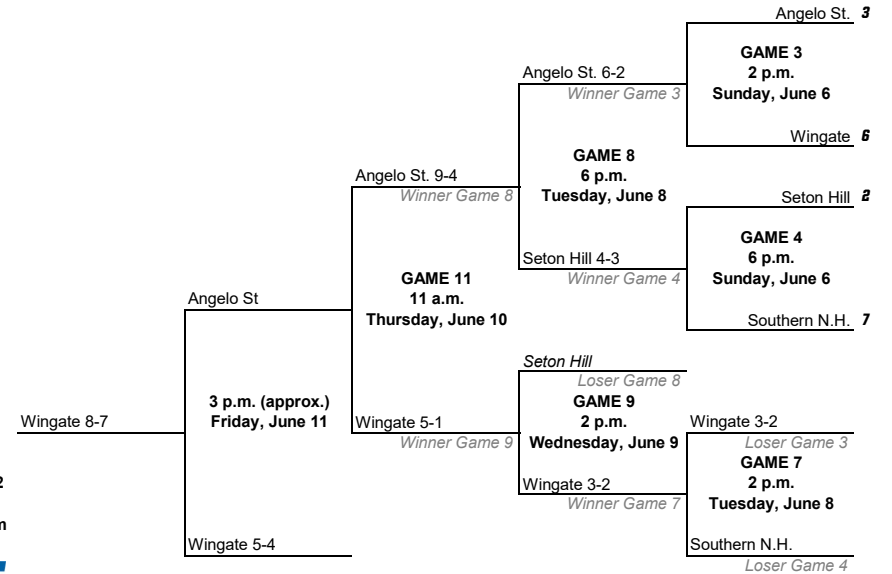 Angelo St. 3
GAME 3
2 p.m.
Sunday, June 6
Angelo St. 6-2
Winner Game 3
Wingate 6
GAME 8
6 p.m.
Tuesday, June 8
Angelo St. 9-4
Winner Game 8
Seton Hill 2
GAME 4
6 p.m.
Sunday, June 6
Seton Hill 4-3
Winner Game 4
Southern N.H. 7
GAME 11
11 a.m.
Thursday, June 10
Angelo St
Seton Hill
Loser Game 8
GAME 9
2 p.m.
Wednesday, June 9
3 p.m. (approx.)
Friday, June 11
Wingate 8-7
Wingate 5-1
Winner Game 9
Wingate 3-2
Loser Game 3
GAME 7
2 p.m.
Tuesday, June 8
Wingate 3-2
Winner Game 7
Southern N.H.
Loser Game 4
Wingate 5-4
2